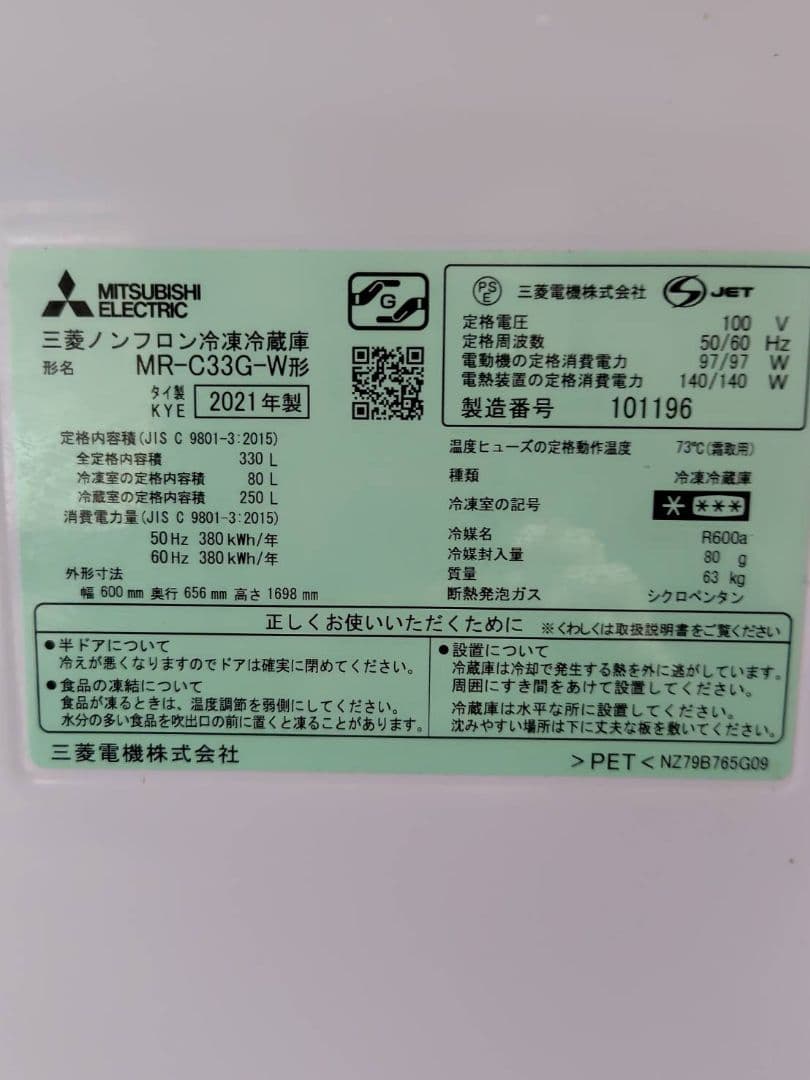 MITSUBISHI
ELECTRIC
三菱ノンフロン冷凍冷蔵庫
形名 MR-C33G-W形
タイ製
KYE 2021年製
G
定格内容積(JIS C 9801-3:2015)
全定格内容積 330 L
冷凍室の定格内容積 80 L
冷蔵室の定格内容積 250 L
消費電力量(JIS C 9801-3:2015)
50Hz 380kWh/年
60Hz 380kWh/年
外形寸法
幅 600mm 奥行 656mm 高さ 1698mm
PSE 三菱電機株式会社 JET
定格電圧 100 V
定格周波数 50/60 Hz
電動機の定格消費電力 97/97 W
電熱装置の定格消費電力 140/140 W
製造番号 101196
温度ヒューズの定格動作温度 73℃(霜取用)
種類 冷凍冷蔵庫
冷凍室の記号 * ***
冷媒名 R600a
冷媒封入量 80 g
質量 63 kg
断熱発泡ガス シクロペンタン
正しくお使いいただくために ※くわしくは取扱説明書をご覧ください
●半ドアについて
冷えが悪くなりますのでドアは確実に閉めてください。
●食品の凍結について
食品が凍るときは、温度調節を弱側にしてください。
水分の多い食品を吹出口の前に置くと凍ることがあります。
●設置について
冷蔵庫は冷却で発生する熱を外に逃がしています。
周囲にすき間をあけて設置してください。
冷蔵庫は水平な所に設置してください。
沈みやすい場所は下に丈夫な板を敷いてください。
三菱電機株式会社
>PET< NZ79B765G09